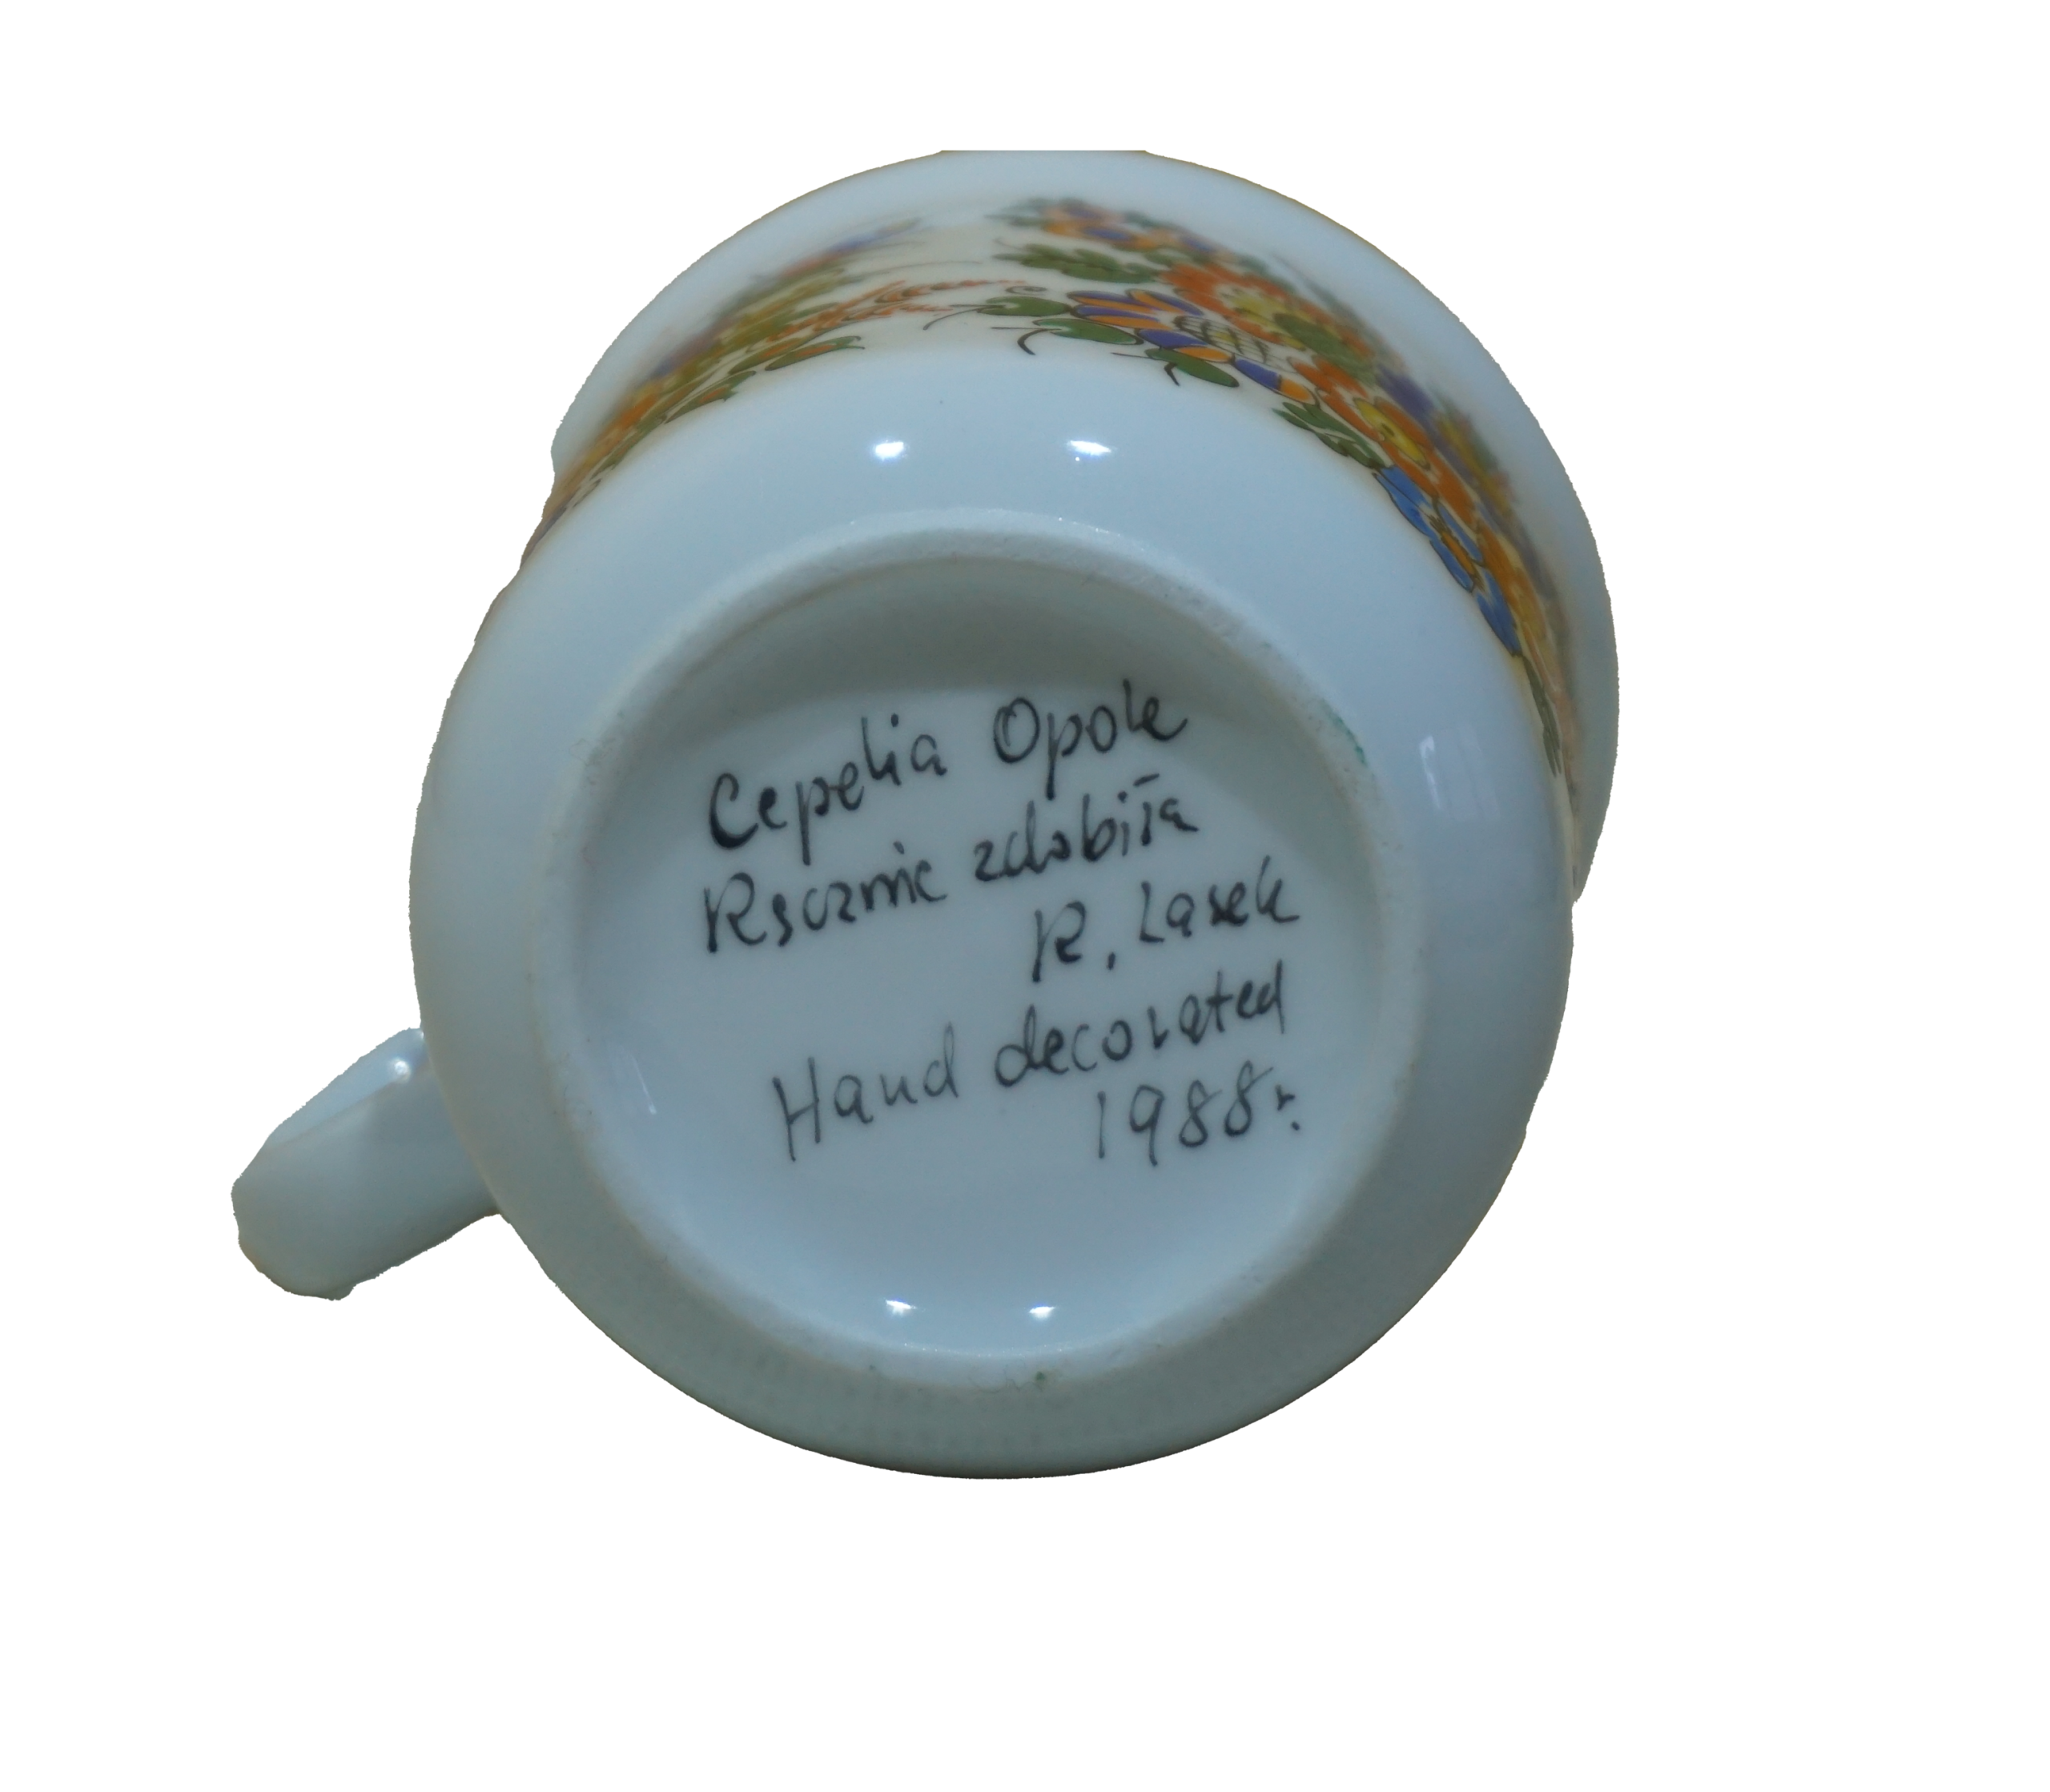 Cepelia Opole
Ręcznie zdobiła
R. Lasek
Hand decorated
1988r.